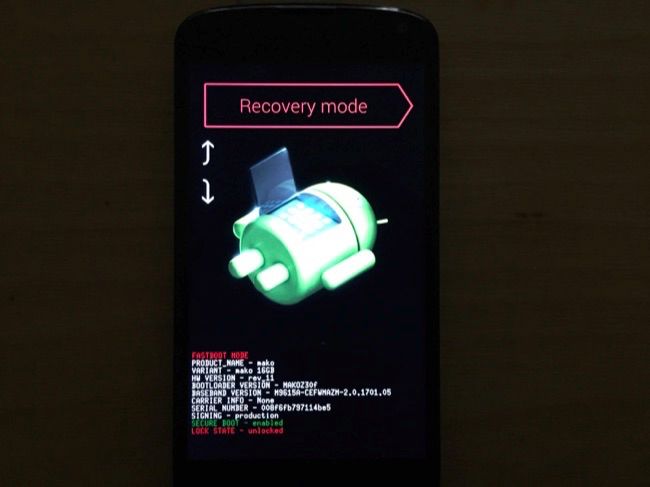 Recovery mode
FASTBOOT MODE
PRODUCT_NAME - mako
VARIANT - mako 16GB
HW VERSION - rev_11
BOOTLOADER VERSION - MAKOZ30f
BASEBAND VERSION - M9615A-CEFWMAZM-2.0.1701.05
CARRIER INFO - None
SERIAL NUMBER - 008f6fb797114be5
SIGNING - production
SECURE BOOT - enabled
LOCK STATE - unlocked